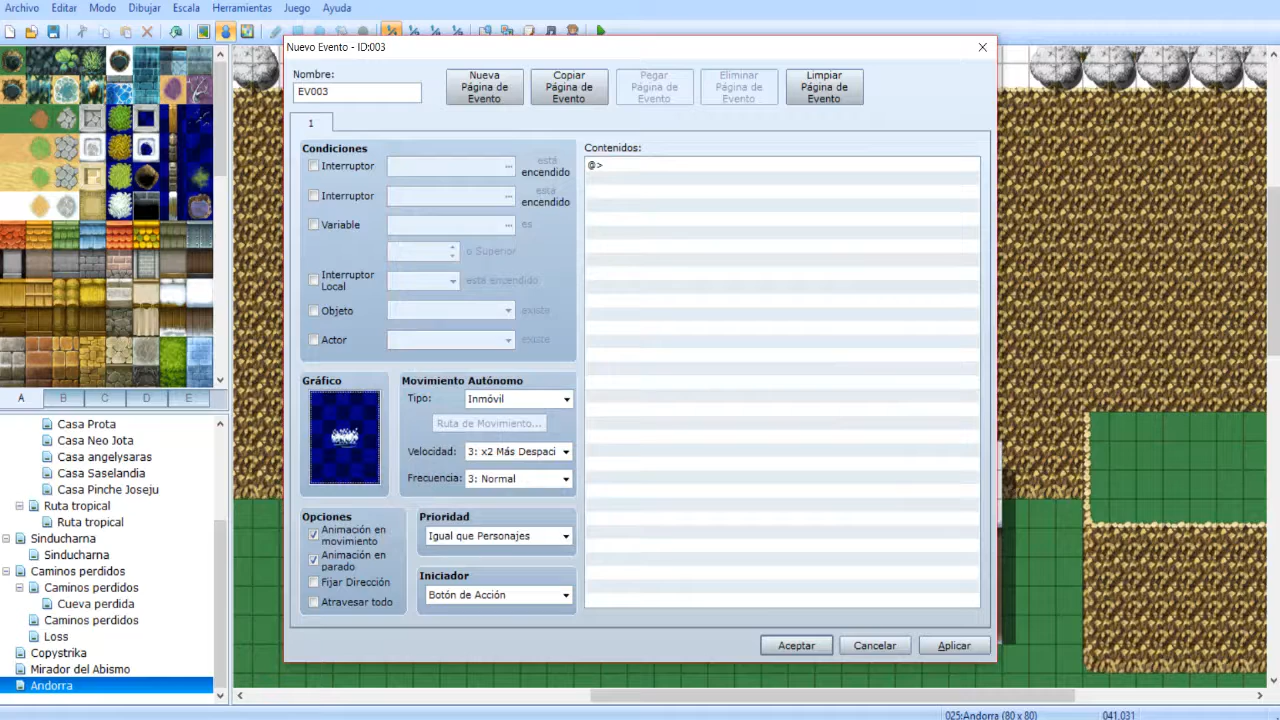 Archivo Editar Modo Dibujar Escala Herramientas Juego Ayuda
Nuevo Evento - ID:003
Nombre:
EV003
Nueva Página de Evento
Copiar Página de Evento
Pegar Página de Evento
Eliminar Página de Evento
Limpiar Página de Evento
1
Condiciones
Interruptor ... está encendido
Interruptor ... esta encendido
Variable ... es
o Superior
Interruptor Local está encendido
Objeto existe
Actor existe
Contenidos:
@>
Gráfico
Movimiento Autónomo
Tipo: Inmóvil
Ruta de Movimiento...
Velocidad: 3: x2 Más Despaci
Frecuencia: 3: Normal
Opciones
Animación en movimiento
Animación en parado
Fijar Dirección
Atravesar todo
Prioridad
Igual que Personajes
Iniciador
Botón de Acción
Aceptar Cancelar Aplicar
A B C D E
Casa Prota
Casa Neo Jota
Casa angelysaras
Casa Saselandia
Casa Pinche Joseju
Ruta tropical
Ruta tropical
Sinducharna
Sinducharna
Caminos perdidos
Caminos perdidos
Cueva perdida
Caminos perdidos
Loss
Copystrika
Mirador del Abismo
Andorra
025:Andorra (80 x 80) 041,031